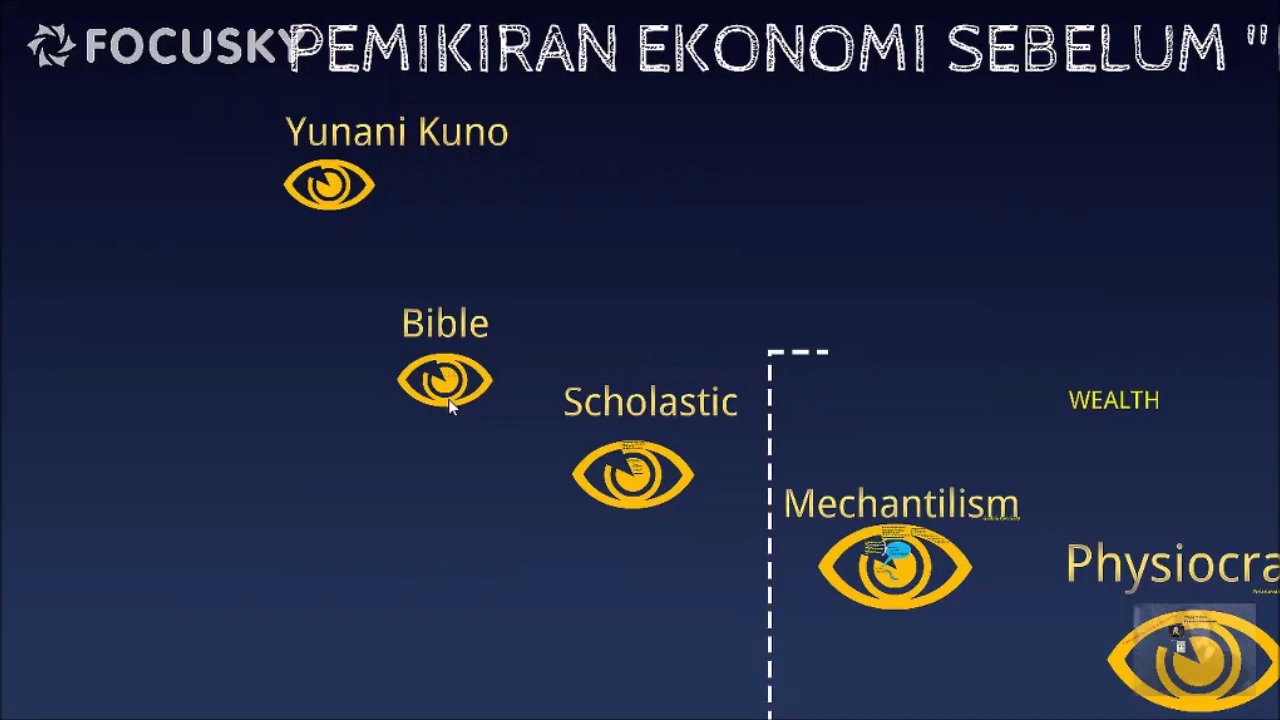 FOCUSKY
PEMIKIRAN EKONOMI SEBELUM "
Yunani Kuno
Bible
Scholastic
WEALTH
Mechantilism
Physiocra